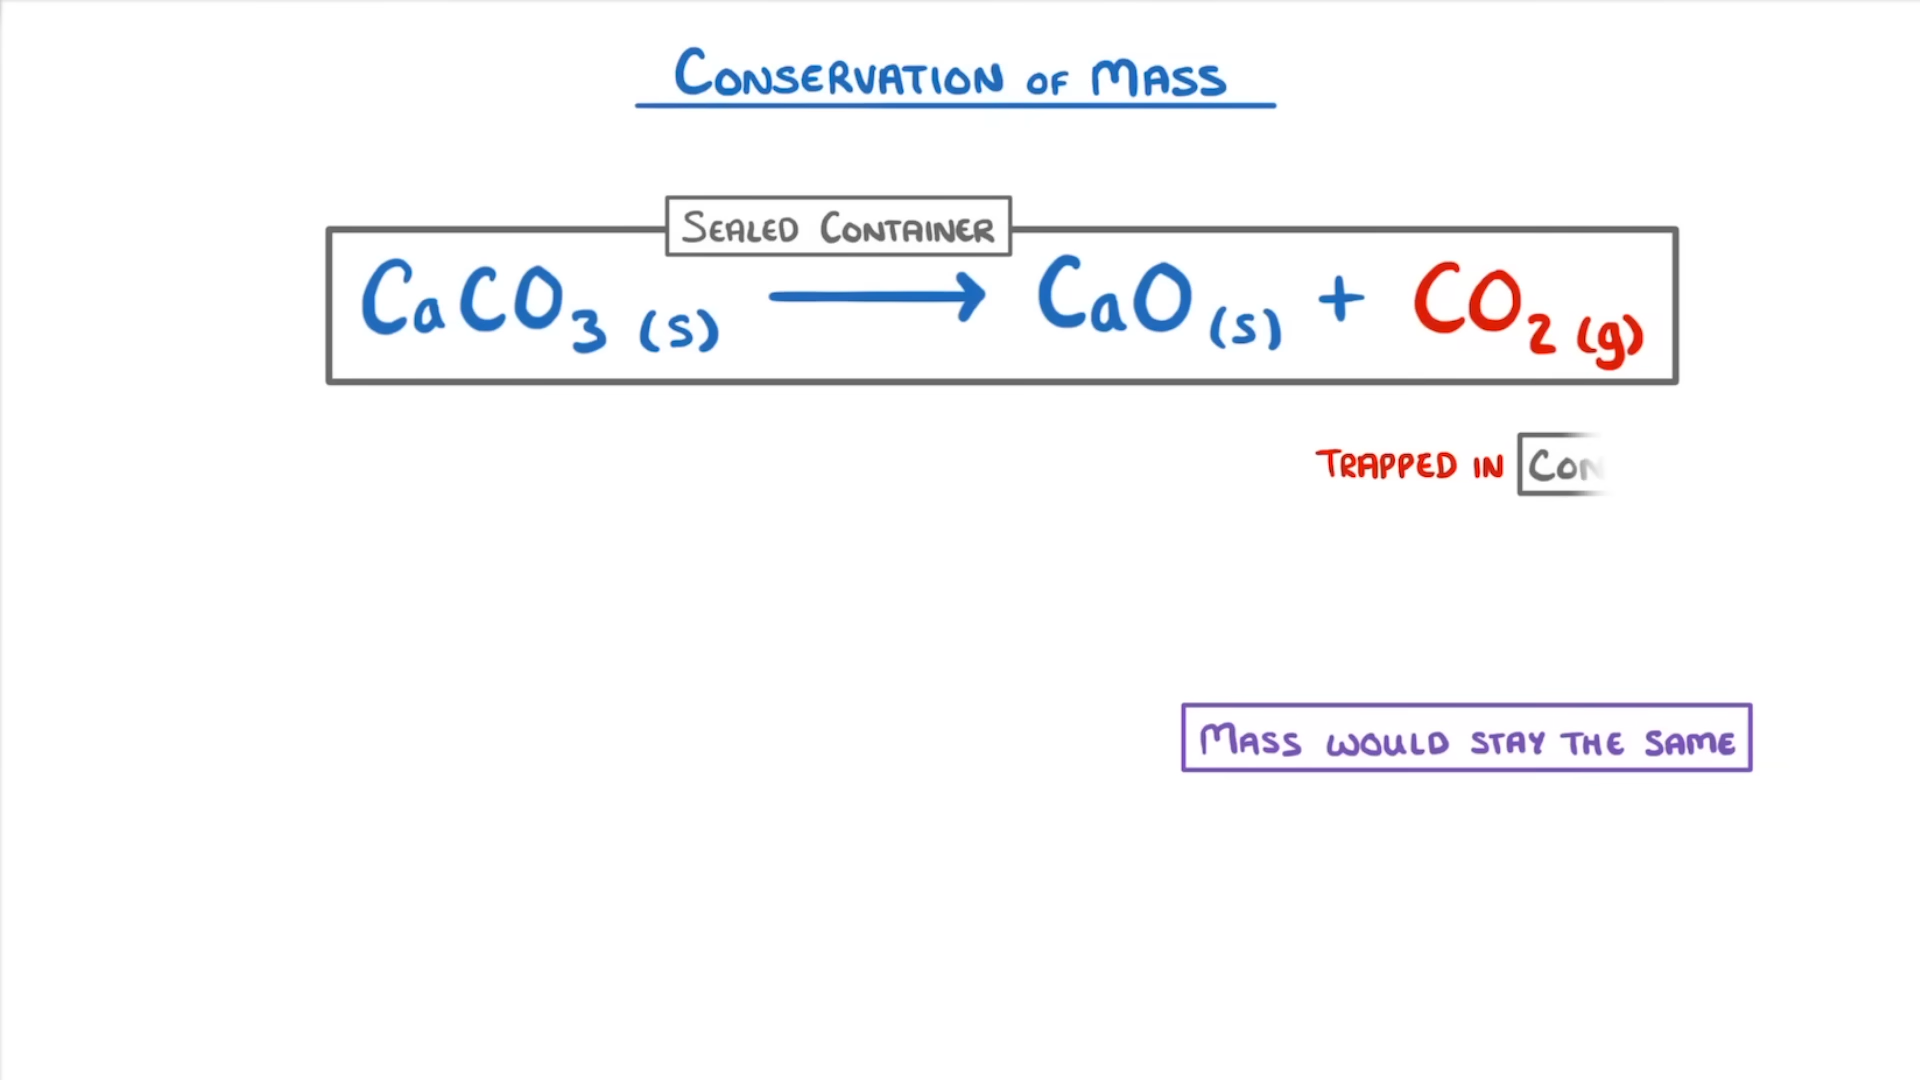 Conservation of Mass
Sealed Container
CaCO₃ (s) → CaO (s) + CO₂ (g)
Trapped in
Mass would stay the same